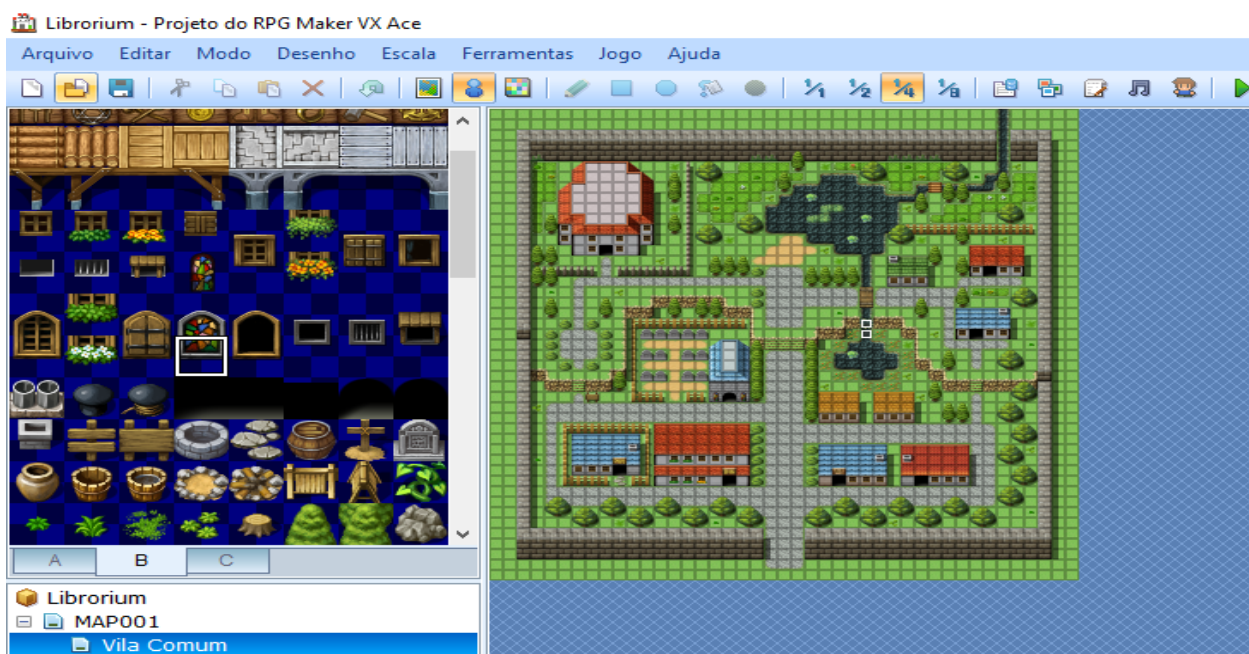 Librorium - Projeto do RPG Maker VX Ace
Arquivo Editar Modo Desenho Escala Ferramentas Jogo Ajuda
1/1 1/2 1/4 1/8
A B C
Librorium
MAP001
Vila Comum